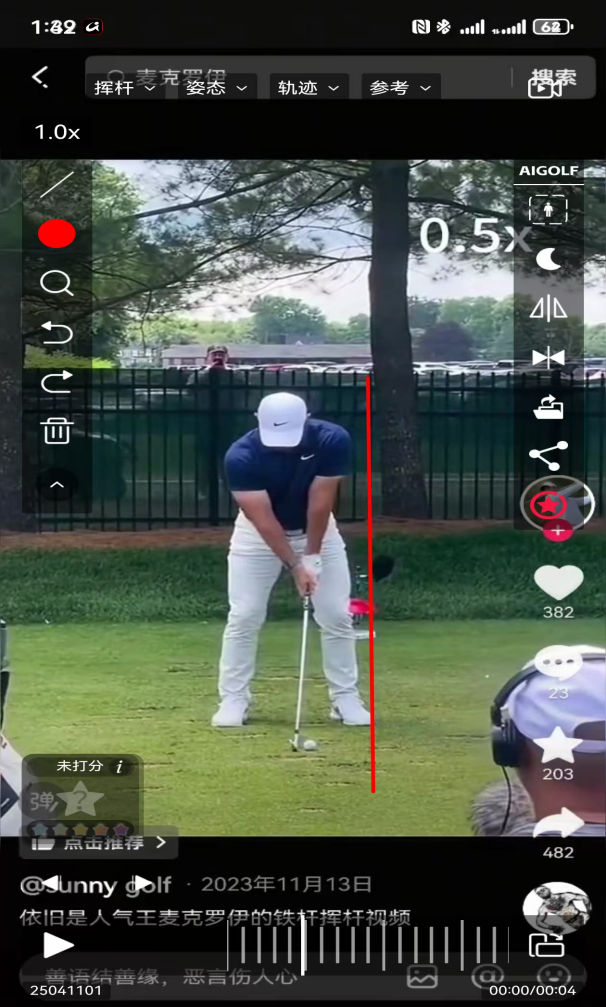 62
麦克罗伊
搜索
挥杆 姿态 轨迹 参考
1.0x
AIGOLF
0.5x
382
23
203
482
未打分 i
弹
?
点击推荐 >
@sunny golf · 2023年11月13日
依旧是人气王麦克罗伊的铁杆挥杆视频
善语结善缘，恶言伤人心
25041101
00:00/00:04